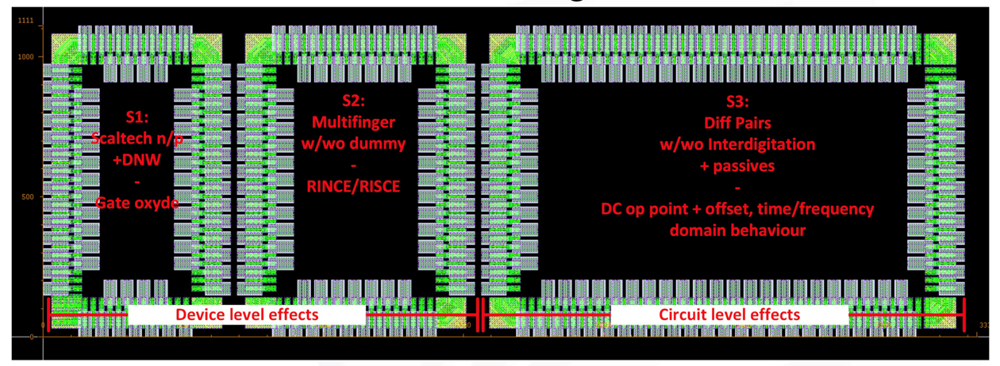 1111
1000
500
0
0
S1:
Scaltech n/p
+DNW
-
Gate oxyde
S2:
Multifinger
w/wo dummy
-
RINCE/RISCE
S3:
Diff Pairs
w/wo Interdigitation
+ passives
-
DC op point + offset, time/frequency
domain behaviour
Device level effects
Circuit level effects